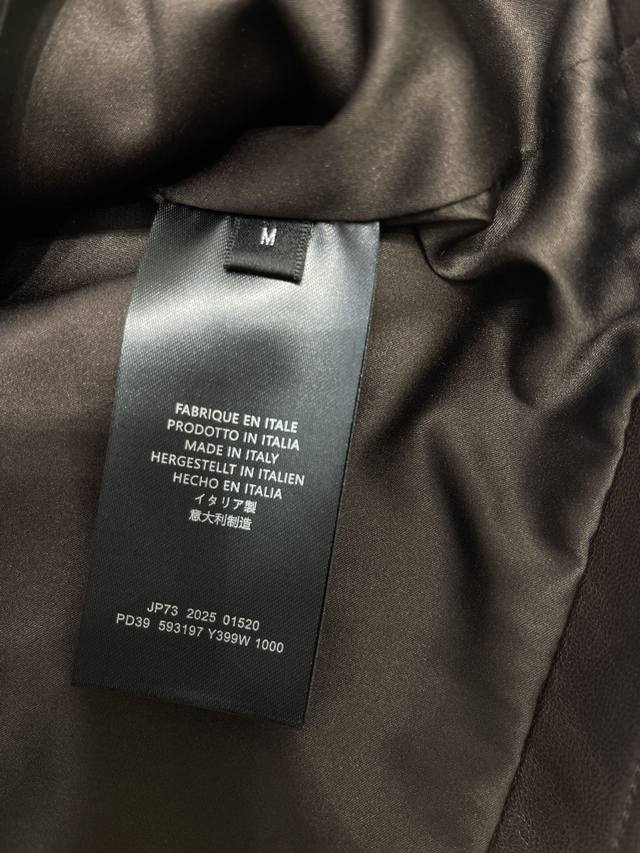 M
FABRIQUE EN ITALE
PRODOTTO IN ITALIA
MADE IN ITALY
HERGESTELLT IN ITALIEN
HECHO EN ITALIA
イタリア製
意大利制造
JP73 2025 01520
PD39 593197 Y399W 1000